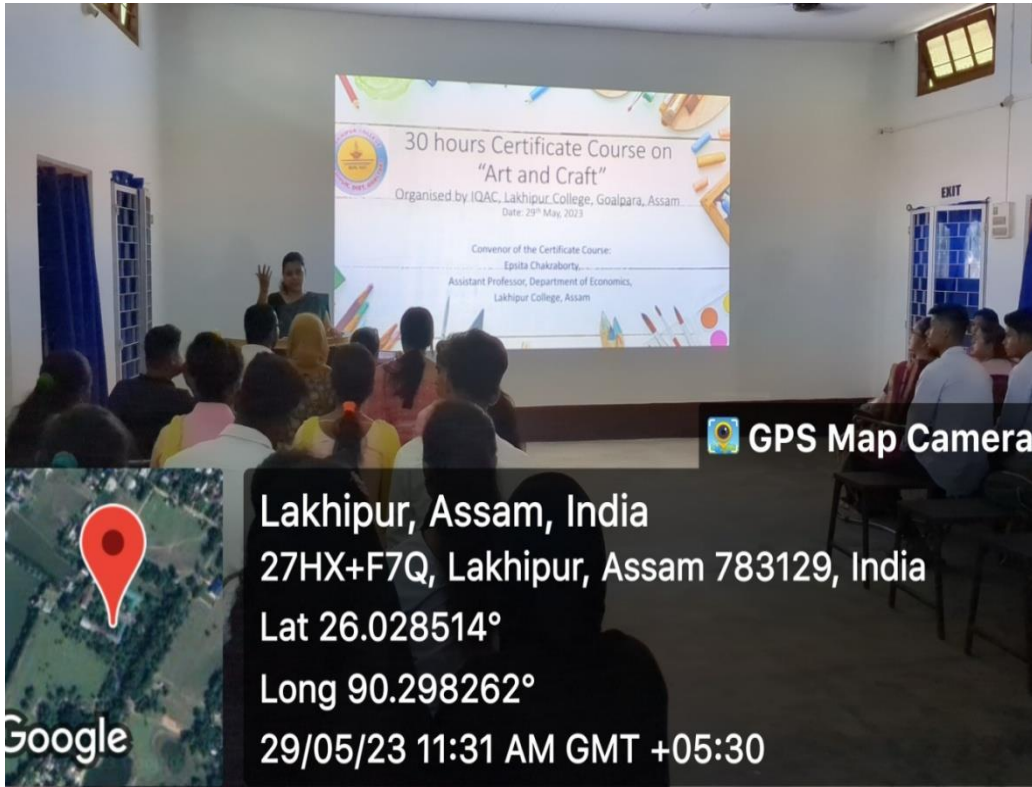 30 hours Certificate Course on
“Art and Craft”
Organised by IQAC, Lakhipur College, Goalpara, Assam
Date: 29th May, 2023
Convenor of the Certificate Course:
Epsita Chakraborty,
Assistant Professor, Department of Economics,
Lakhipur College, Assam
EXIT
GPS Map Camera
Lakhipur, Assam, India
27HX+F7Q, Lakhipur, Assam 783129, India
Lat 26.028514°
Long 90.298262°
29/05/23 11:31 AM GMT +05:30
Google